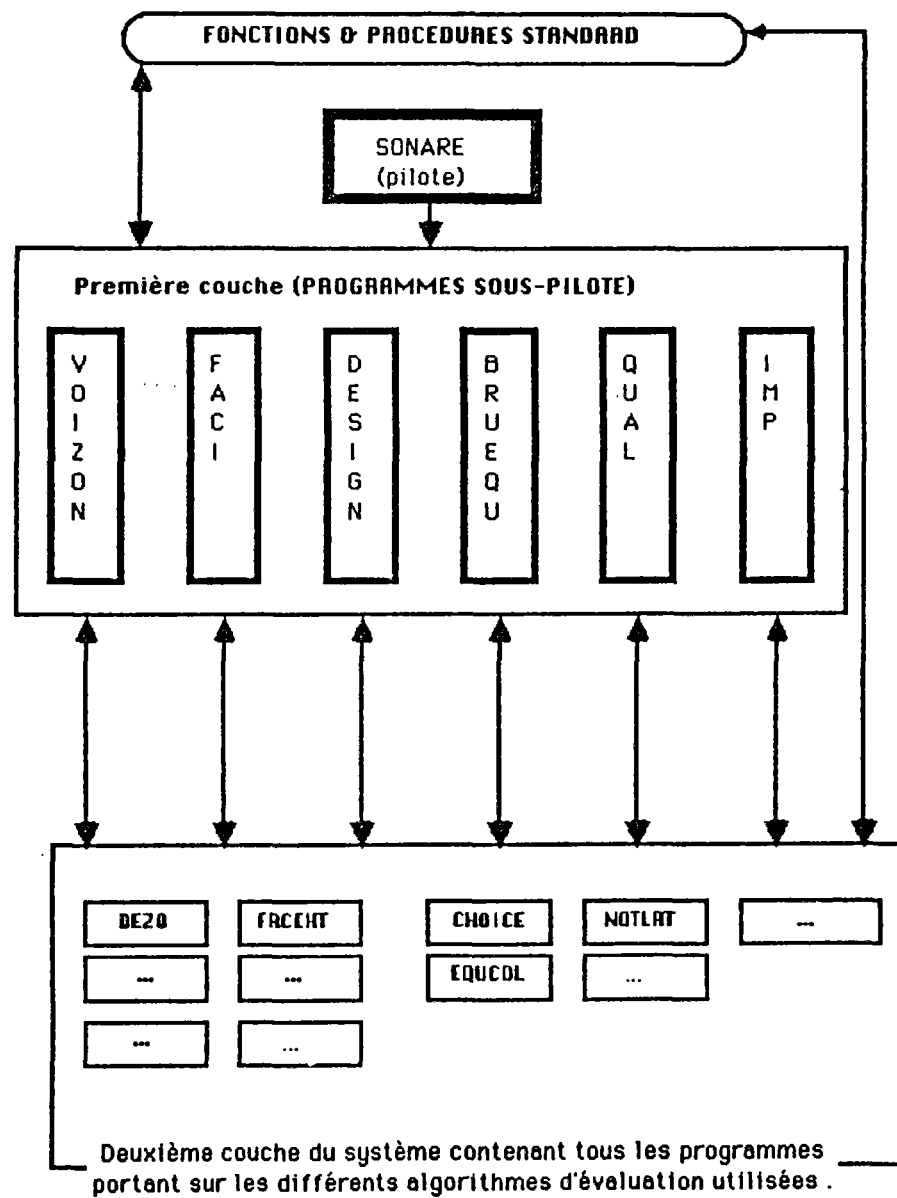 FONCTIONS & PROCEDURES STANDARD
SONARE
(pilote)
Première couche (PROGRAMMES SOUS-PILOTE)
VOIZON
FACI
DESIGN
BRUEQU
QUAL
IMP
DEZO
FACEHT
CHOICE
NOTLAT
...
...
...
EQUCOL
...
...
...
Deuxième couche du système contenant tous les programmes
portant sur les différents algorithmes d'évaluation utilisées .